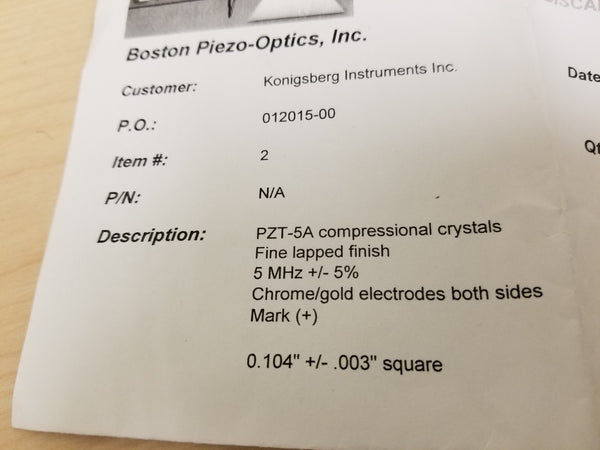 Boston Piezo-Optics, Inc.
Customer: Konigsberg Instruments Inc.
Date
P.O.: 012015-00
Item #: 2
P/N: N/A
Description: PZT-5A compressional crystals
Fine lapped finish
5 MHz +/- 5%
Chrome/gold electrodes both sides
Mark (+)
0.104" +/- .003" square